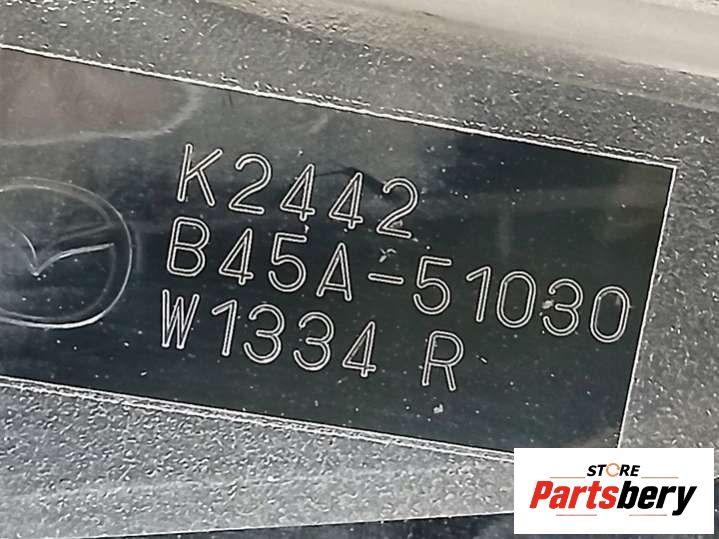 K2442
B45A-51030
W1334 R
STORE
Partsbery